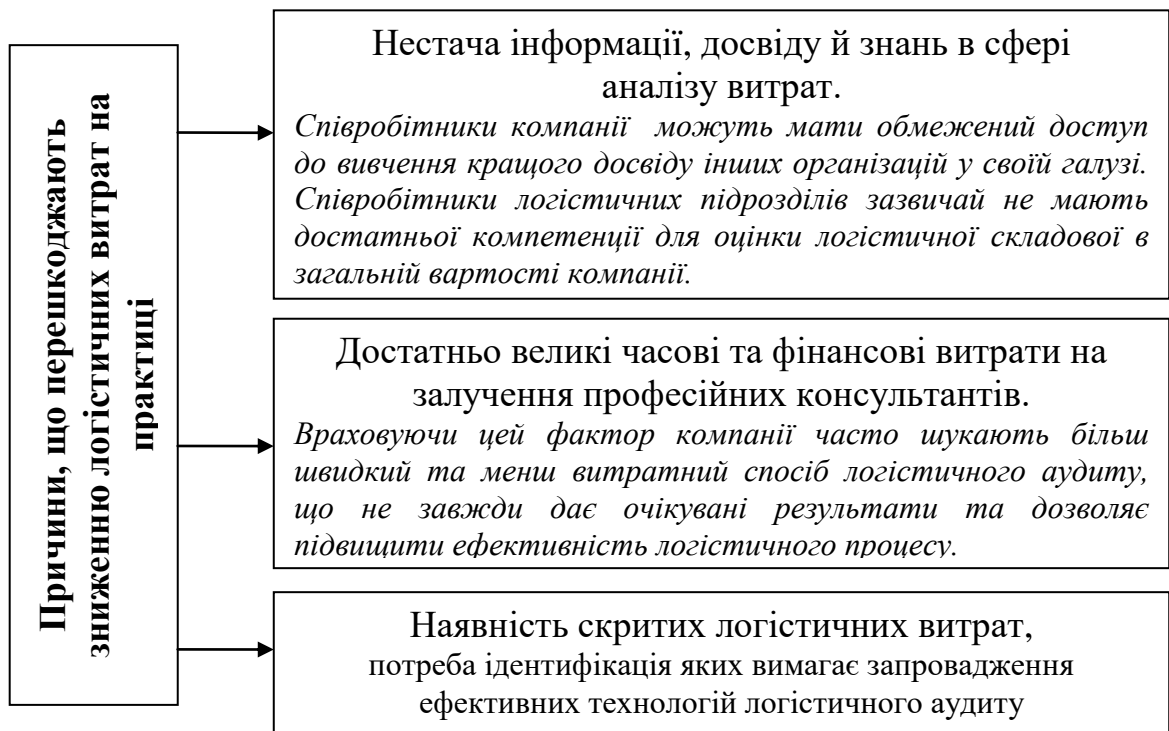 Причини, що перешкоджають
зниженню логістичних витрат на
практиці
Нестача інформації, досвіду й знань в сфері
аналізу витрат.
Співробітники компанії можуть мати обмежений доступ
до вивчення кращого досвіду інших організацій у своїй галузі.
Співробітники логістичних підрозділів зазвичай не мають
достатньої компетенції для оцінки логістичної складової в
загальній вартості компанії.
Достатньо великі часові та фінансові витрати на
залучення професійних консультантів.
Враховуючи цей фактор компанії часто шукають більш
швидкий та менш витратний спосіб логістичного аудиту,
що не завжди дає очікувані результати та дозволяє
підвищити ефективність логістичного процесу.
Наявність скритих логістичних витрат,
потреба ідентифікація яких вимагає запровадження
ефективних технологій логістичного аудиту